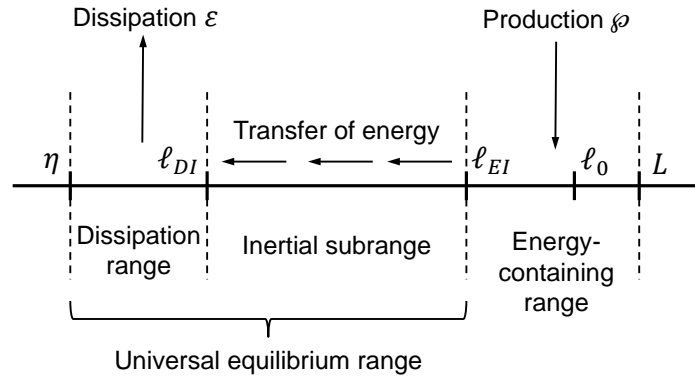 Dissipation ε
Production ℘
Transfer of energy
η
ℓ_DI
ℓ_EI
ℓ_0
L
Dissipation
range
Inertial subrange
Energy-
containing
range
Universal equilibrium range